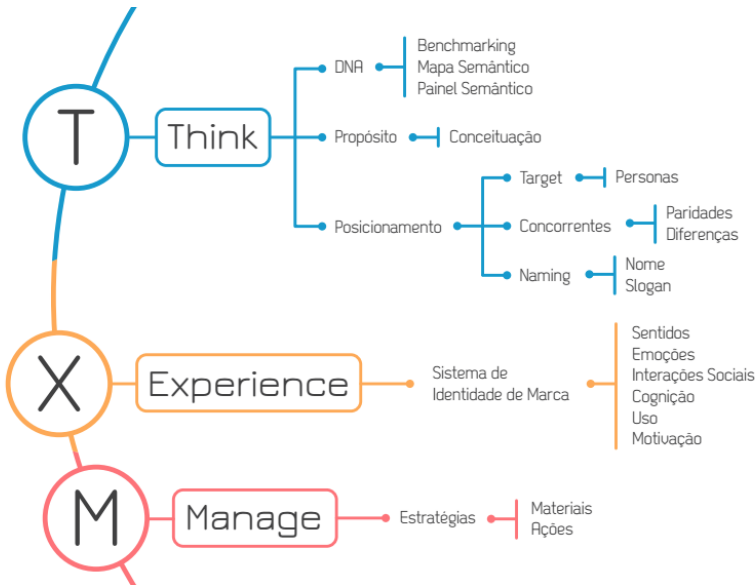 T
Think
DNA
Benchmarking
Mapa Semântico
Painel Semântico
Propósito
Conceituação
Posicionamento
Target
Personas
Concorrentes
Paridades
Diferenças
Naming
Nome
Slogan
X
Experience
Sistema de
Identidade de Marca
Sentidos
Emoções
Interações Sociais
Cognição
Uso
Motivação
M
Manage
Estratégias
Materiais
Ações